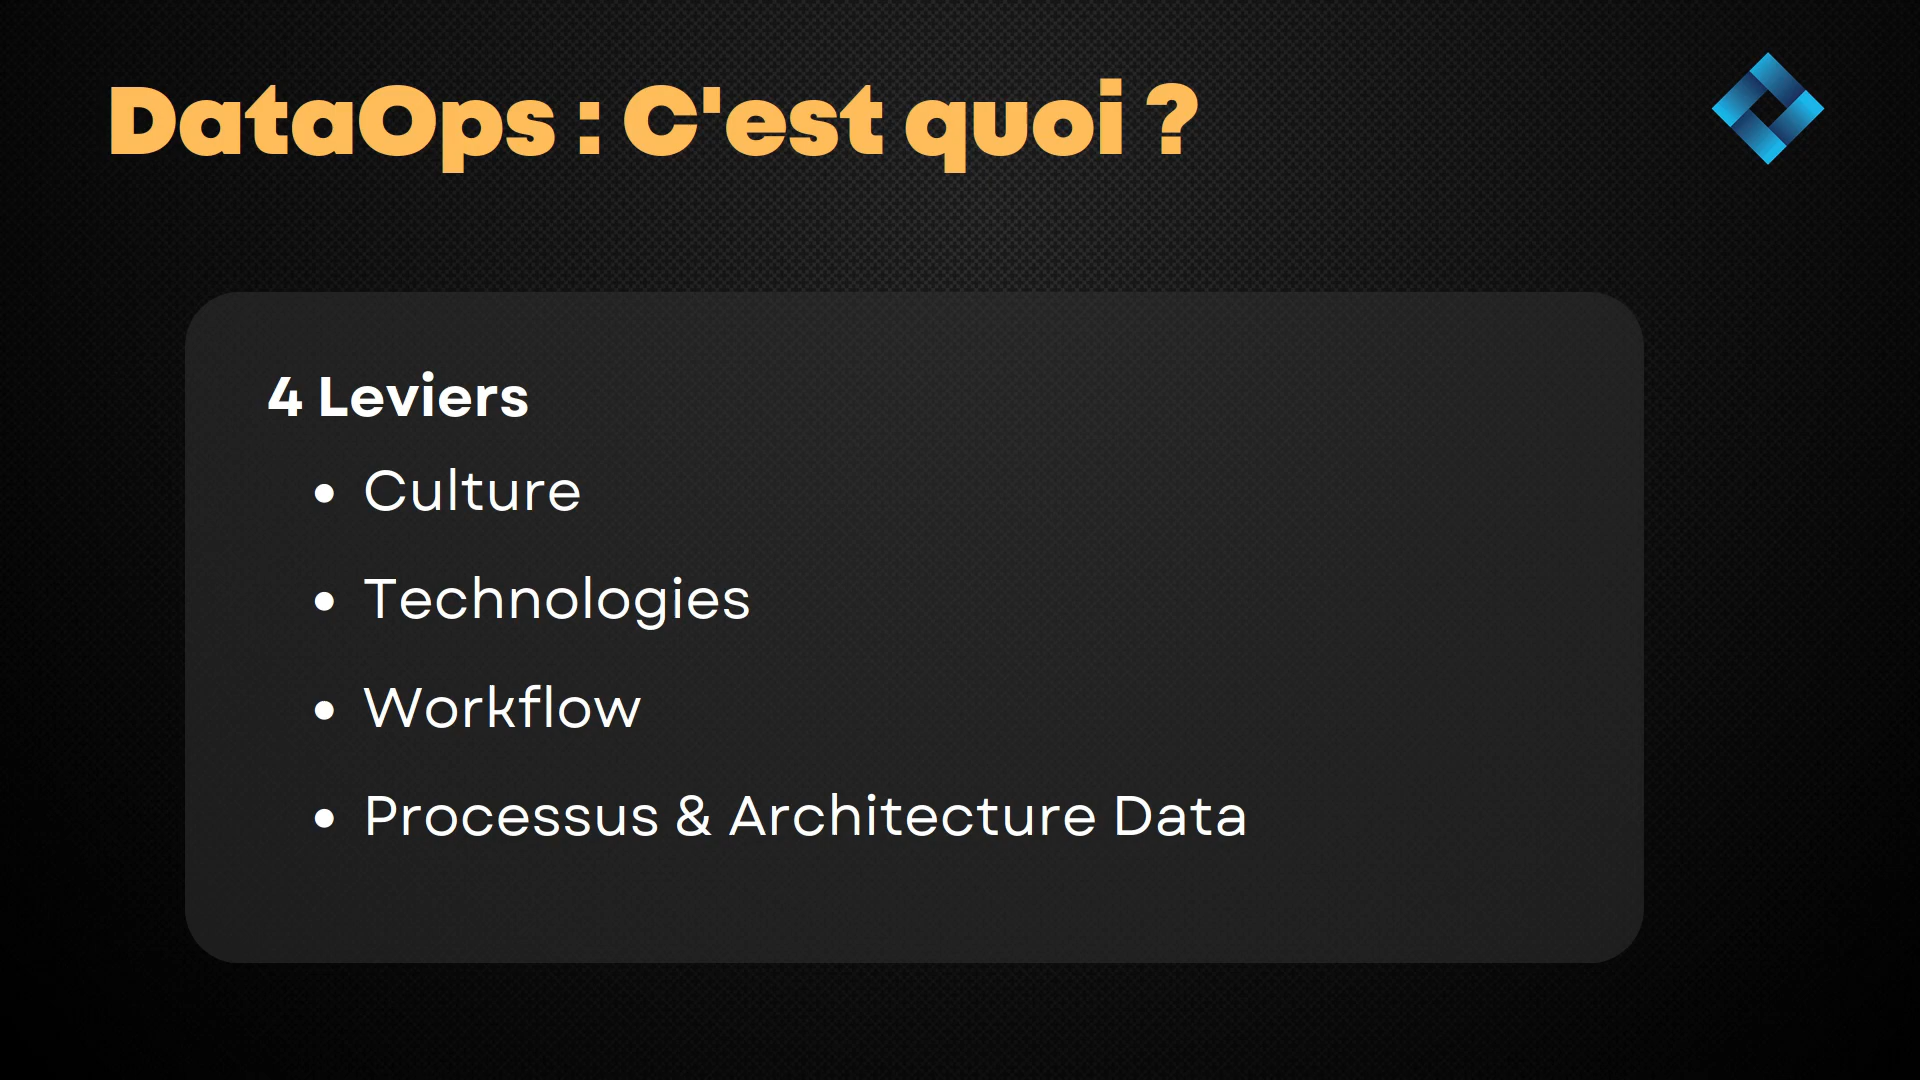 DataOps : C'est quoi ?
4 Leviers
• Culture
• Technologies
• Workflow
• Processus & Architecture Data